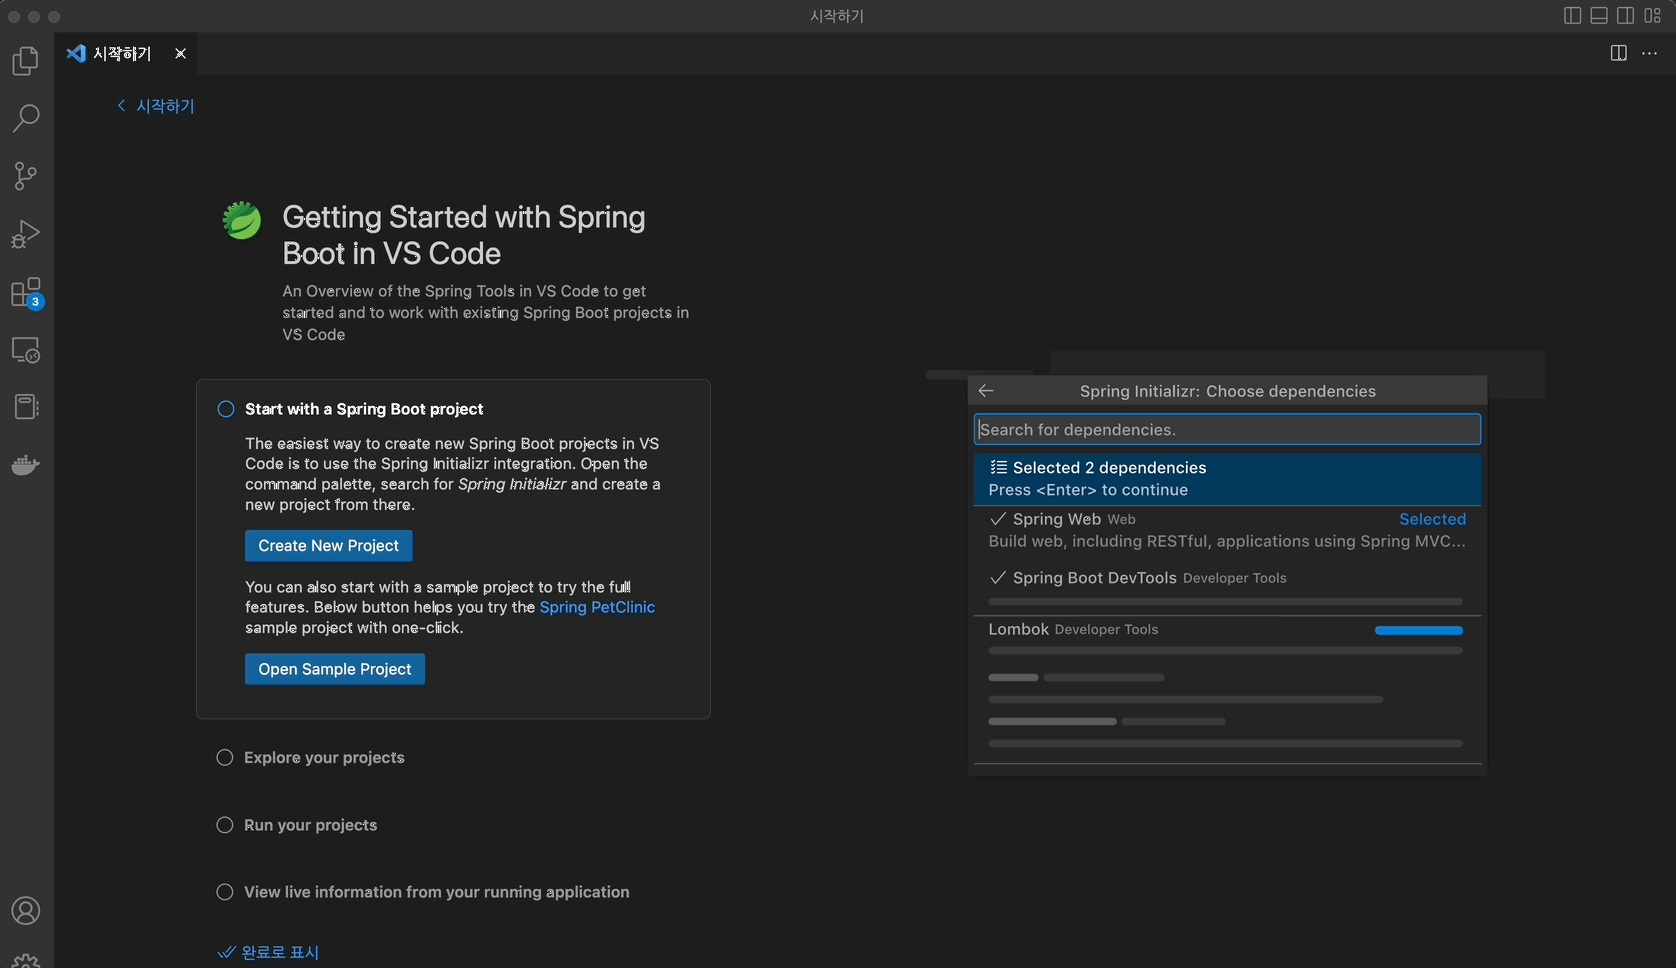 시작하기
시작하기
시작하기
Getting Started with Spring
Boot in VS Code
An Overview of the Spring Tools in VS Code to get
started and to work with existing Spring Boot projects in
VS Code
Start with a Spring Boot project
The easiest way to create new Spring Boot projects in VS
Code is to use the Spring Initializr integration. Open the
command palette, search for Spring Initializr and create a
new project from there.
Create New Project
You can also start with a sample project to try the full
features. Below button helps you try the Spring PetClinic
sample project with one-click.
Open Sample Project
Explore your projects
Run your projects
View live information from your running application
완료로 표시
3
Spring Initializr: Choose dependencies
Search for dependencies.
Selected 2 dependencies
Press <Enter> to continue
Spring Web Web Selected
Build web, including RESTful, applications using Spring MVC...
Spring Boot DevTools Developer Tools
Lombok Developer Tools